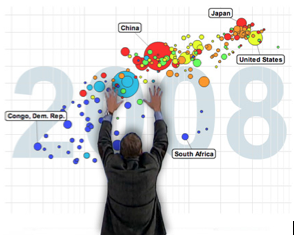 Japan
China
United States
2008
Congo, Dem. Rep.
South Africa